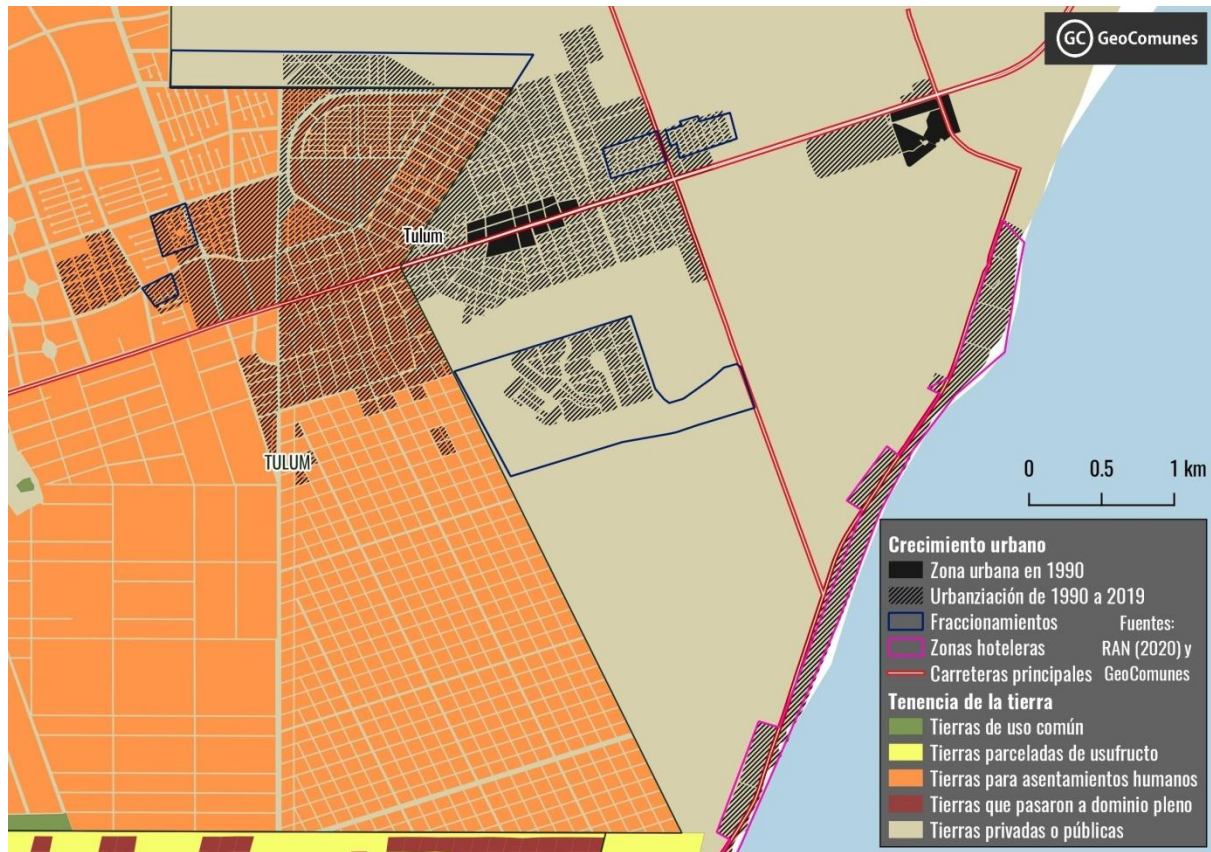 GC GeoComunes
Tulum
TULUM
0 0.5 1 km
Crecimiento urbano
Zona urbana en 1990
Urbanziación de 1990 a 2019
Fraccionamientos
Zonas hoteleras
Carreteras principales
Fuentes:
RAN (2020) y
GeoComunes
Tenencia de la tierra
Tierras de uso común
Tierras parceladas de usufructo
Tierras para asentamientos humanos
Tierras que pasaron a dominio pleno
Tierras privadas o públicas